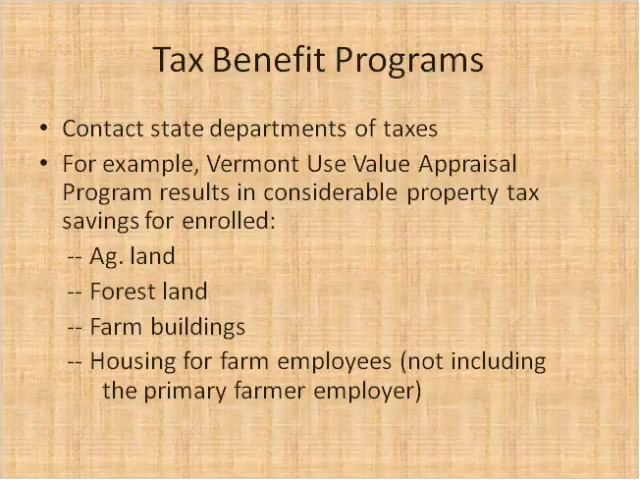 Tax Benefit Programs
• Contact state departments of taxes
• For example, Vermont Use Value Appraisal
Program results in considerable property tax
savings for enrolled:
-- Ag. land
-- Forest land
-- Farm buildings
-- Housing for farm employees (not including
the primary farmer employer)